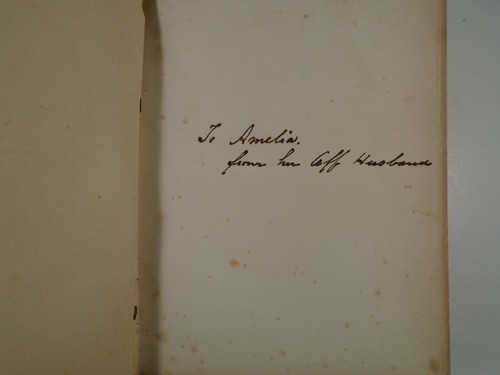 To Amelia.
from her Aff Husband